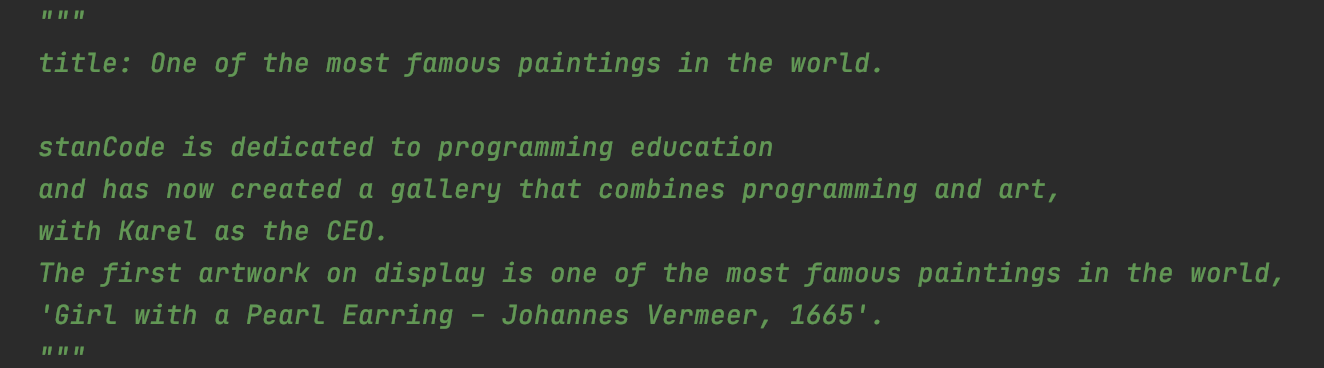 """
title: One of the most famous paintings in the world.
stanCode is dedicated to programming education
and has now created a gallery that combines programming and art,
with Karel as the CEO.
The first artwork on display is one of the most famous paintings in the world,
'Girl with a Pearl Earring - Johannes Vermeer, 1665'.
"""